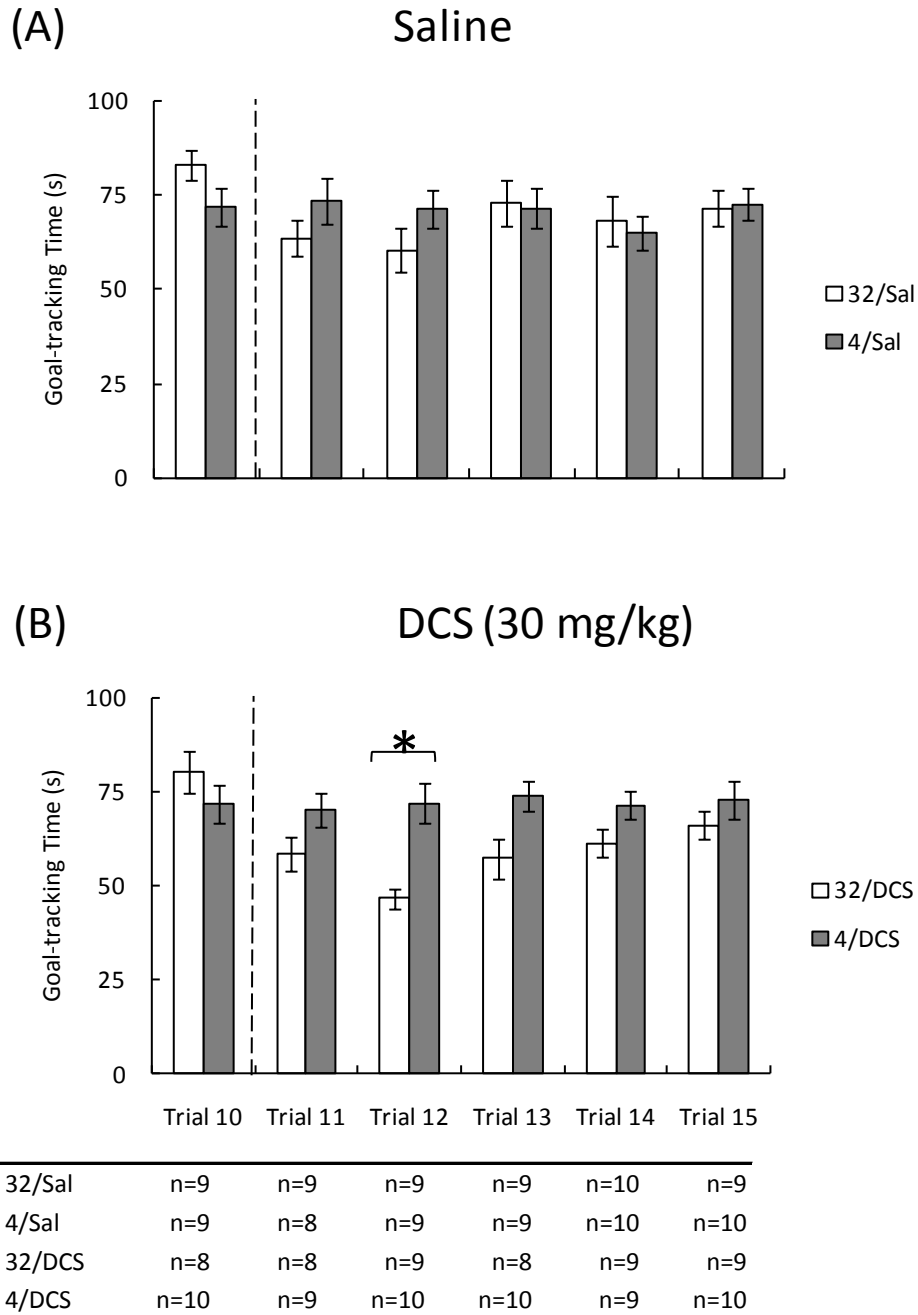 (A) Saline
100
75
50
25
0
Goal-tracking Time (s)
32/Sal
4/Sal
(B) DCS (30 mg/kg)
100
75
50
25
0
Goal-tracking Time (s)
*
32/DCS
4/DCS
Trial 10 Trial 11 Trial 12 Trial 13 Trial 14 Trial 15
32/Sal n=9 n=9 n=9 n=9 n=10 n=9
4/Sal n=9 n=8 n=9 n=9 n=10 n=10
32/DCS n=8 n=8 n=9 n=8 n=9 n=9
4/DCS n=10 n=9 n=10 n=10 n=9 n=10